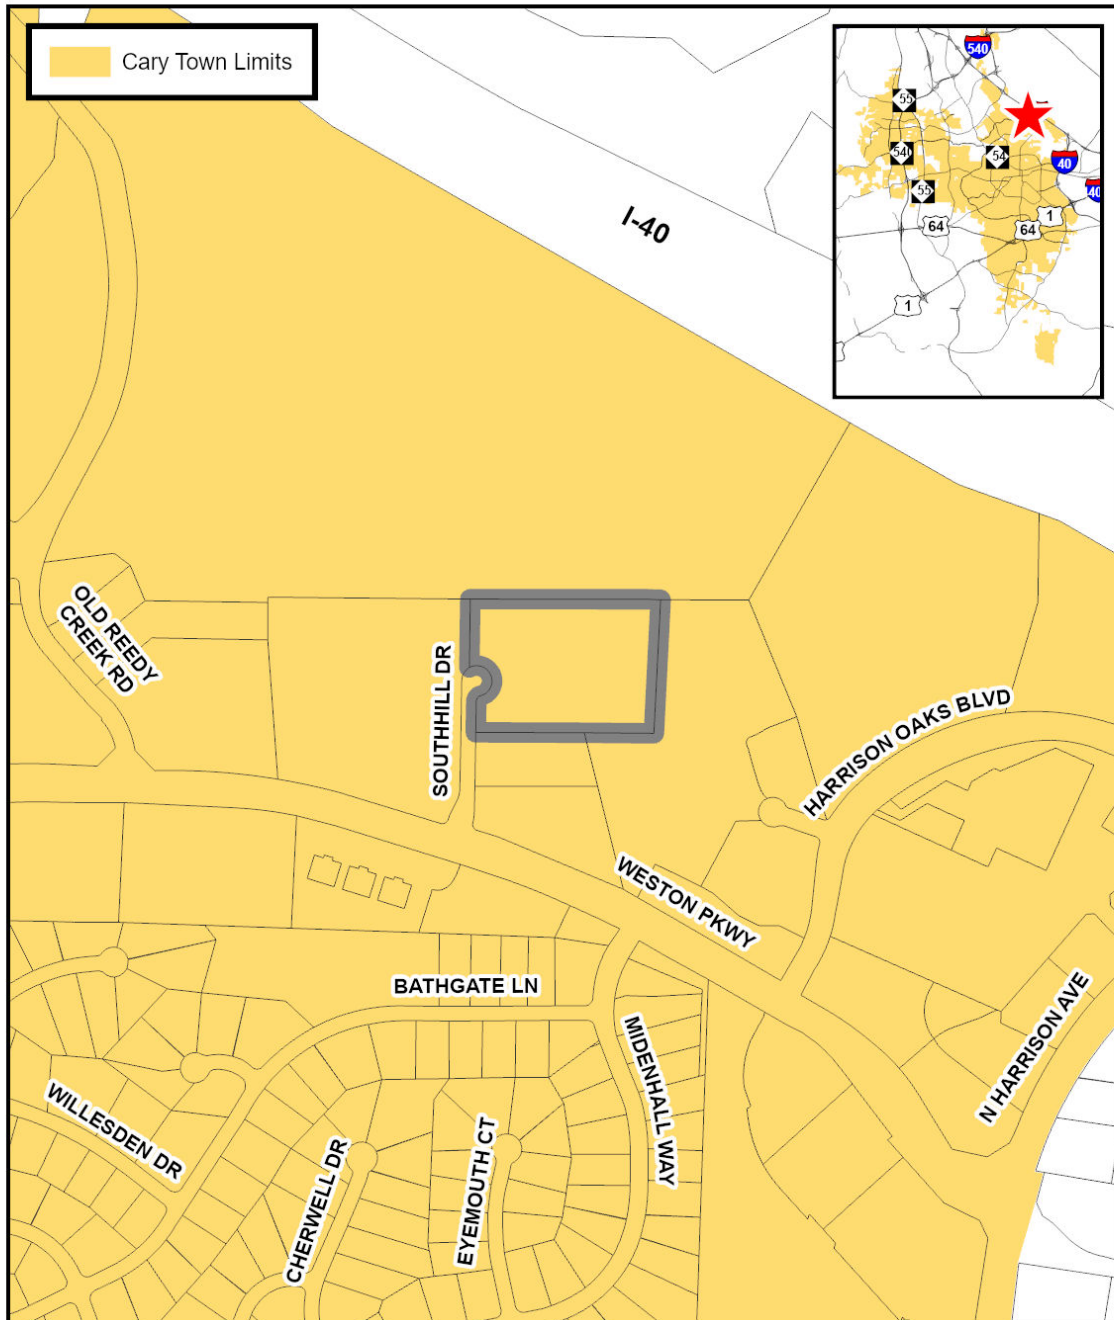 Cary Town Limits
540
55
540
54
40
40
55
64
1
64
1
I-40
OLD REEDY
CREEK RD
SOUTHHILL DR
HARRISON OAKS BLVD
WESTON PKWY
BATHGATE LN
MIDENHALL WAY
N HARRISON AVE
WILLESDEN DR
CHERWELL DR
EYEMOUTH CT